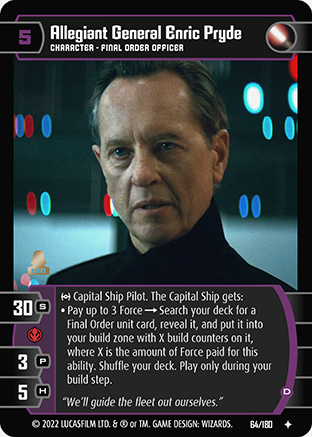 5 Allegiant General Enric Pryde
CHARACTER - FINAL ORDER OFFICER
30 S
3 P
5 H
Capital Ship Pilot. The Capital Ship gets:
• Pay up to 3 Force → Search your deck for a
Final Order unit card, reveal it, and put it into
your build zone with X build counters on it,
where X is the amount of Force paid for this
ability. Shuffle your deck. Play only during your
build step.
D
“We’ll guide the fleet out ourselves.”
© 2022 LUCASFILM LTD. & ® or TM. GAME DESIGN: WIZARDS. 64/180